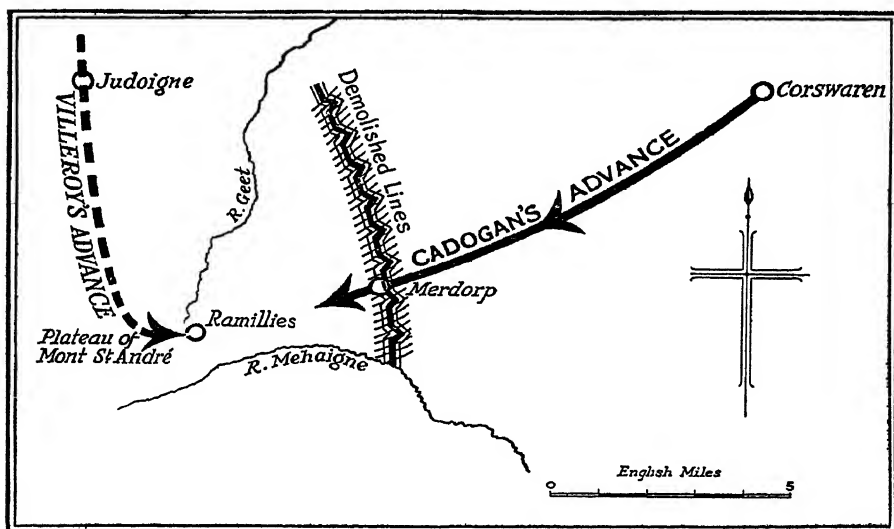 Judoigne
VILLEROY'S ADVANCE
R. Geet
Demolished Lines
Corswaren
CADOGAN'S ADVANCE
Merdorp
Ramillies
Plateau of
Mont St. André
R. Mehaigne
English Miles
0 5